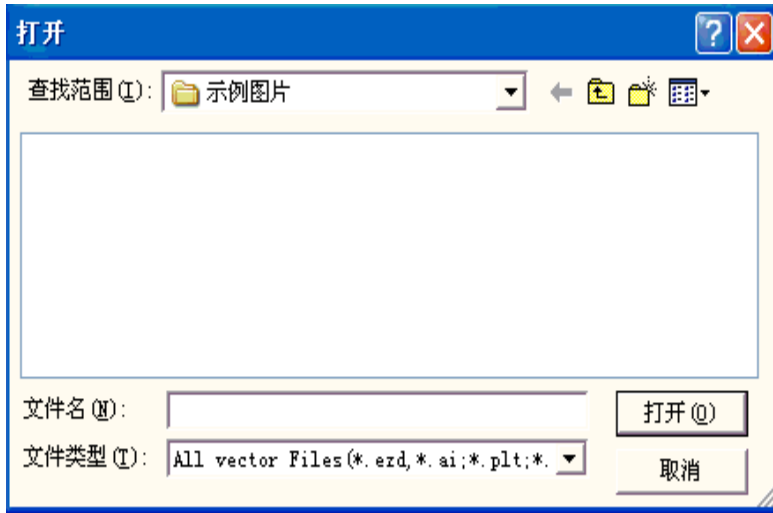 打开
查找范围(I): 示例图片
文件名(N): 打开(O)
文件类型(T): All vector Files(*.ezd,*.ai;*.plt;*.
取消